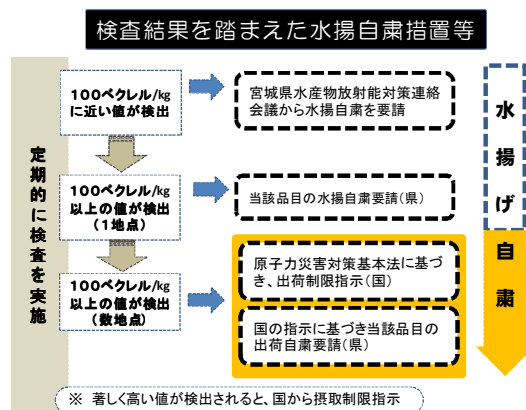 検査結果を踏まえた水揚自粛措置等
定期的に検査を実施
100ベクレル/㎏
に近い値が検出
宮城県水産物放射能対策連絡
会議から水揚自粛を要請
100ベクレル/㎏
以上の値が検出
（1地点）
当該品目の水揚自粛要請（県）
100ベクレル/㎏
以上の値が検出
（数地点）
原子力災害対策基本法に基づ
き、出荷制限指示（国）
国の指示に基づき当該品目の
出荷自粛要請（県）
水揚げ自粛
※ 著しく高い値が検出されると、国から摂取制限指示